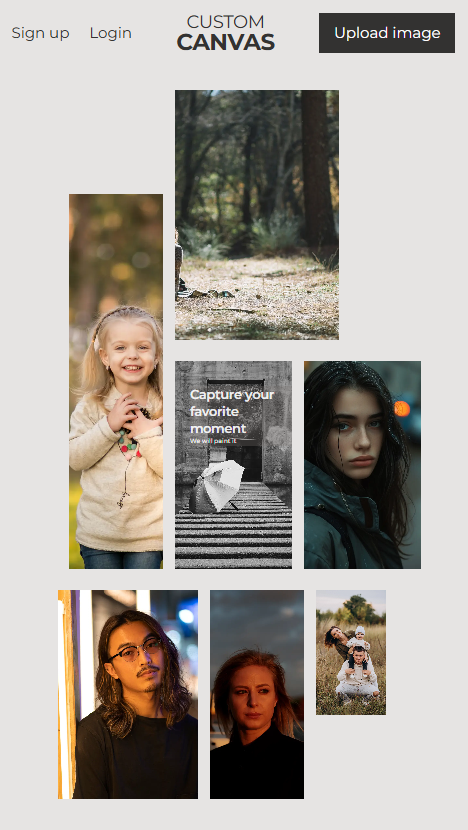 Sign up
Login
CUSTOM
CANVAS
Upload image
Capture your
favorite
moment
We will paint it